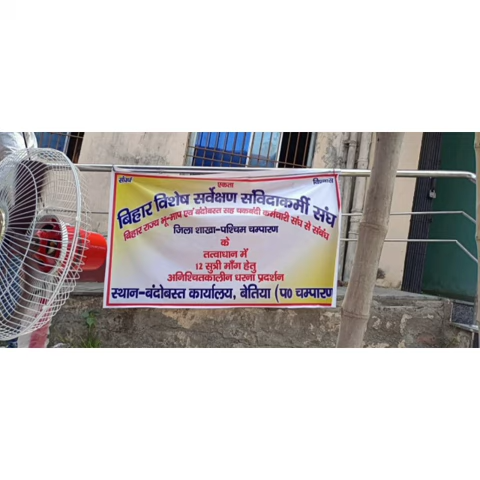 संघर्ष एकता
बिहार विशेष सर्वेक्षण संविदाकर्मी संघ
बिहार राज्य भू-माप एवं बंदोबस्त सह चकबंदी कर्मचारी संघ से संबंध
जिला शाखा-पश्चिम चम्पारण
के
तत्वाधान में
12 सुत्री माँग हेतु
अनिश्चितकालीन धरना प्रदर्शन
स्थान-बंदोबस्त कार्यालय, बेतिया (प० चम्पारण